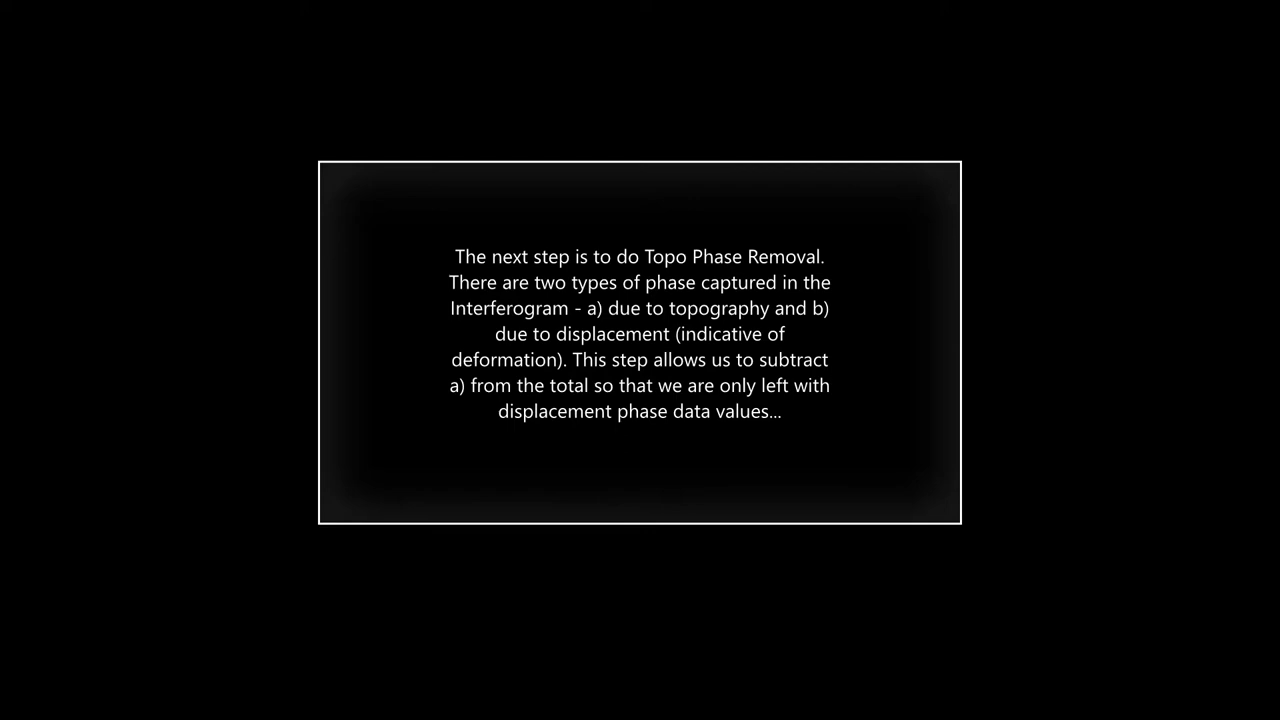 The next step is to do Topo Phase Removal.
There are two types of phase captured in the
Interferogram - a) due to topography and b)
due to displacement (indicative of
deformation). This step allows us to subtract
a) from the total so that we are only left with
displacement phase data values...